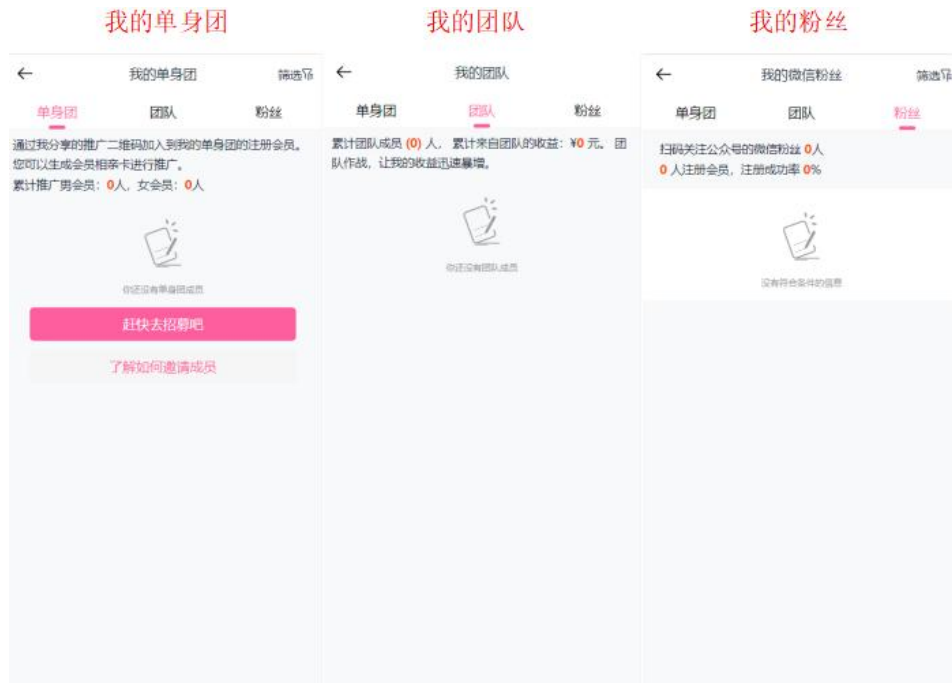 我的单身团
我的团队
我的粉丝
我的单身团
筛选
单身团
团队
粉丝
通过我分享的推广二维码加入到我的单身团的注册会员。
您可以生成会员相亲卡进行推广。
累计推广男会员：0人，女会员：0人
你还没有单身团成员
赶快去招募吧
了解如何邀请成员
我的团队
单身团
团队
粉丝
累计团队成员 (0) 人， 累计来自团队的收益：¥0 元。 团
队作战，让我的收益迅速暴增。
你还没有团队成员
我的微信粉丝
筛选
单身团
团队
粉丝
扫码关注公众号的微信粉丝 0人
0 人注册会员，注册成功率 0%
没有符合条件的信息